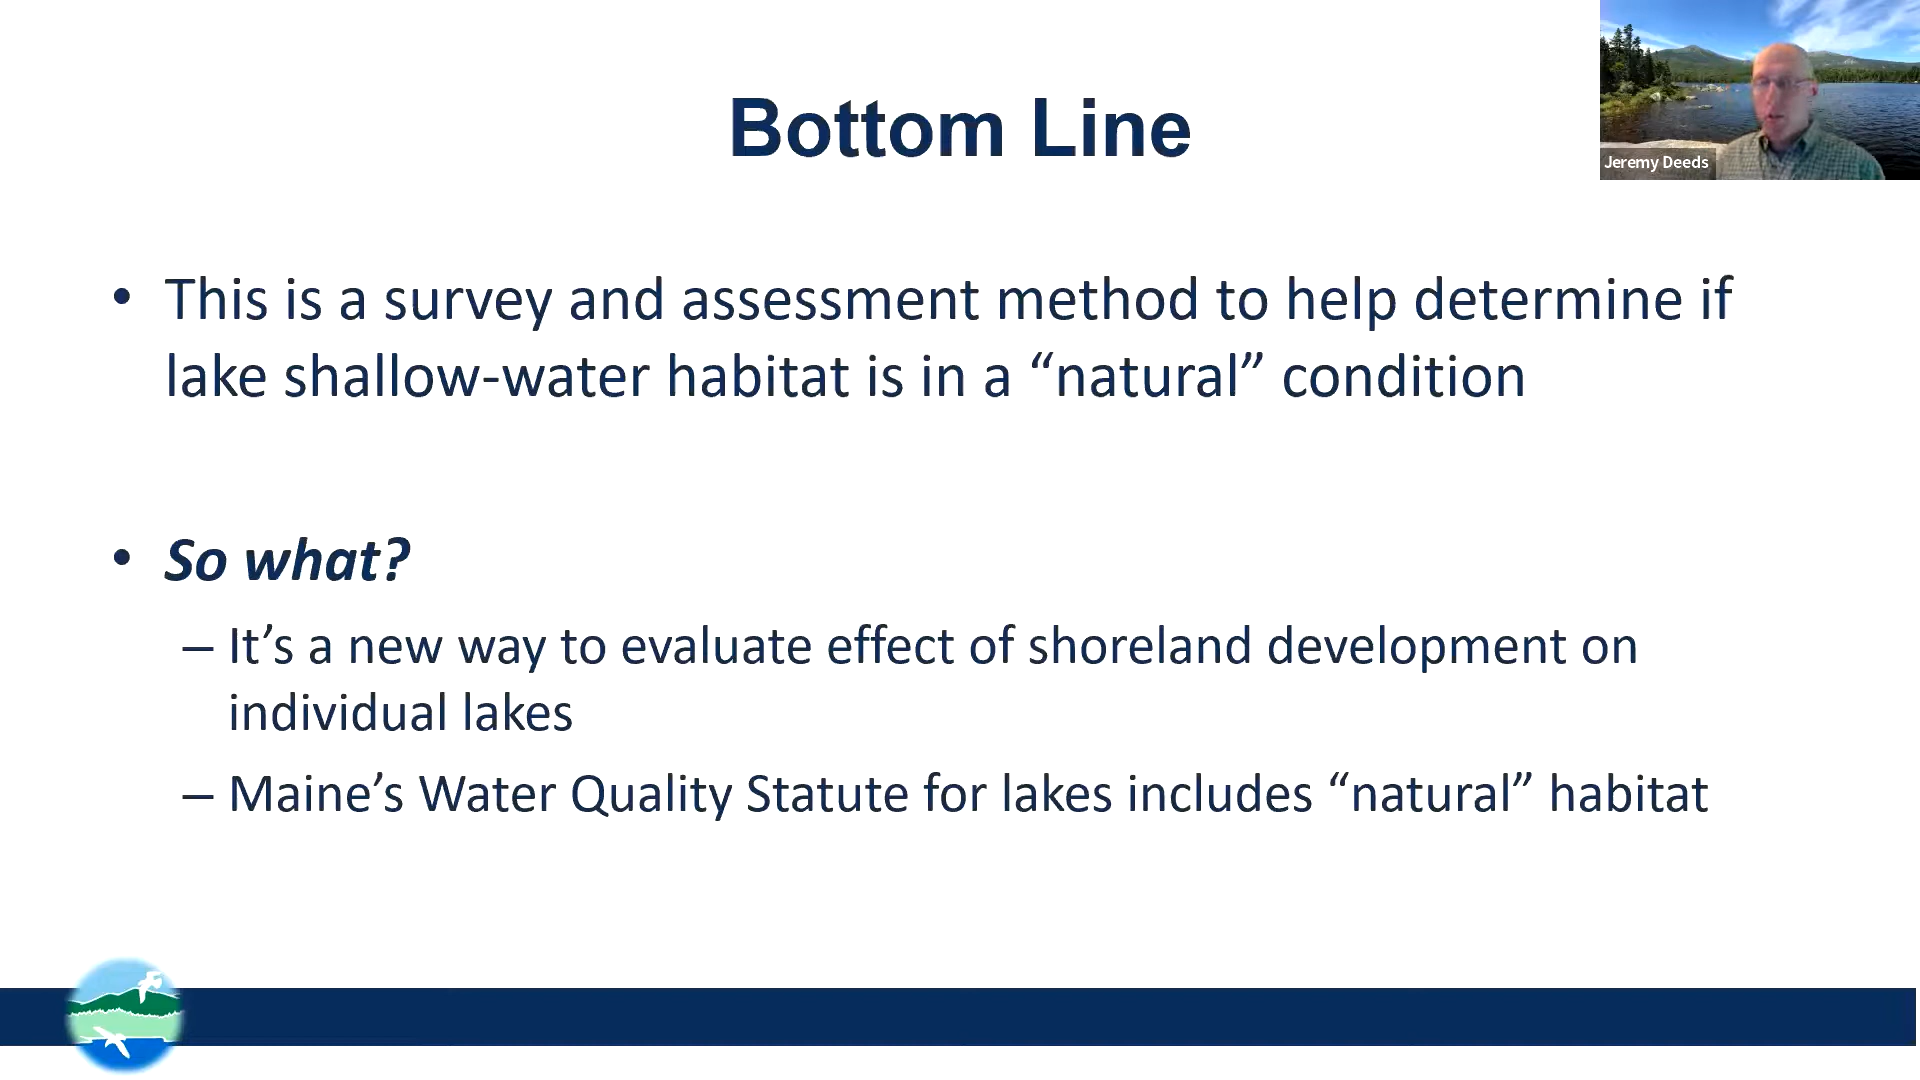 Bottom Line
Jeremy Deeds
• This is a survey and assessment method to help determine if
lake shallow-water habitat is in a “natural” condition
• So what?
– It’s a new way to evaluate effect of shoreland development on
individual lakes
– Maine’s Water Quality Statute for lakes includes “natural” habitat